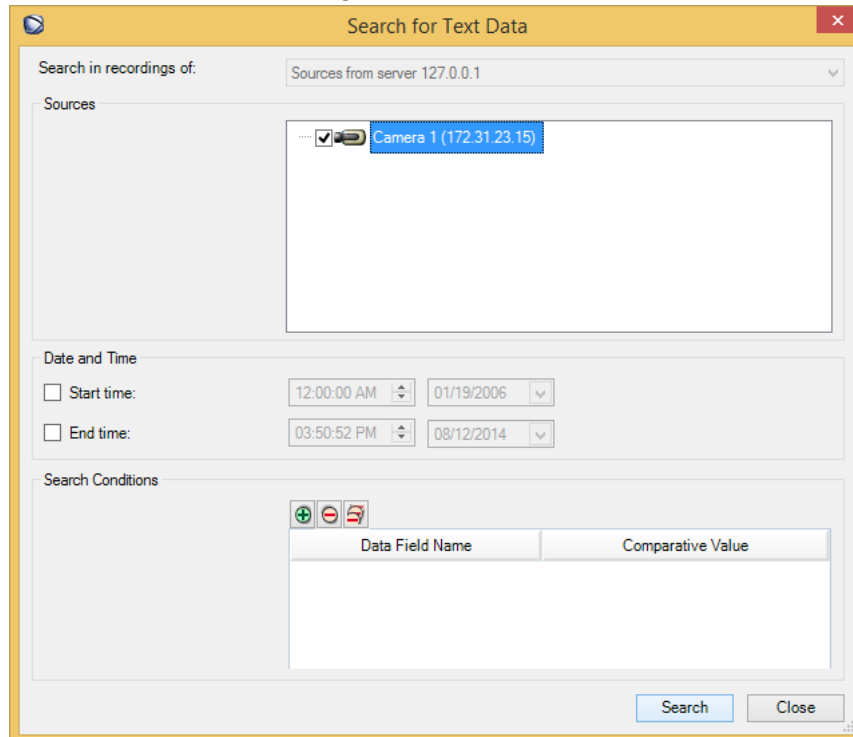 Search for Text Data
Search in recordings of:
Sources from server 127.0.0.1
Sources
Camera 1 (172.31.23.15)
Date and Time
Start time: 12:00:00 AM 01/19/2006
End time: 03:50:52 PM 08/12/2014
Search Conditions
Data Field Name Comparative Value
Search Close